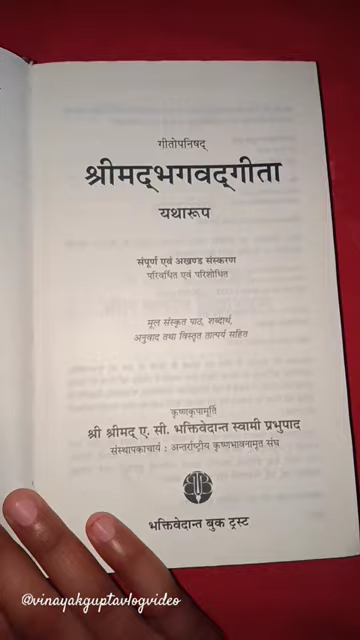 गीतोपनिषद्
श्रीमद्भगवद्गीता
यथारूप
संपूर्ण एवं अखण्ड संस्करण
परिवर्धित एवं परिशोधित
मूल संस्कृत पाठ, शब्दार्थ,
अनुवाद तथा विस्तृत तात्पर्य सहित
कृष्णकृपामूर्ति
श्री श्रीमद् ए. सी. भक्तिवेदान्त स्वामी प्रभुपाद
संस्थापकाचार्य : अन्तर्राष्ट्रीय कृष्णभावनामृत संघ
भक्तिवेदान्त बुक ट्रस्ट
@vinayakguptavlogvideo